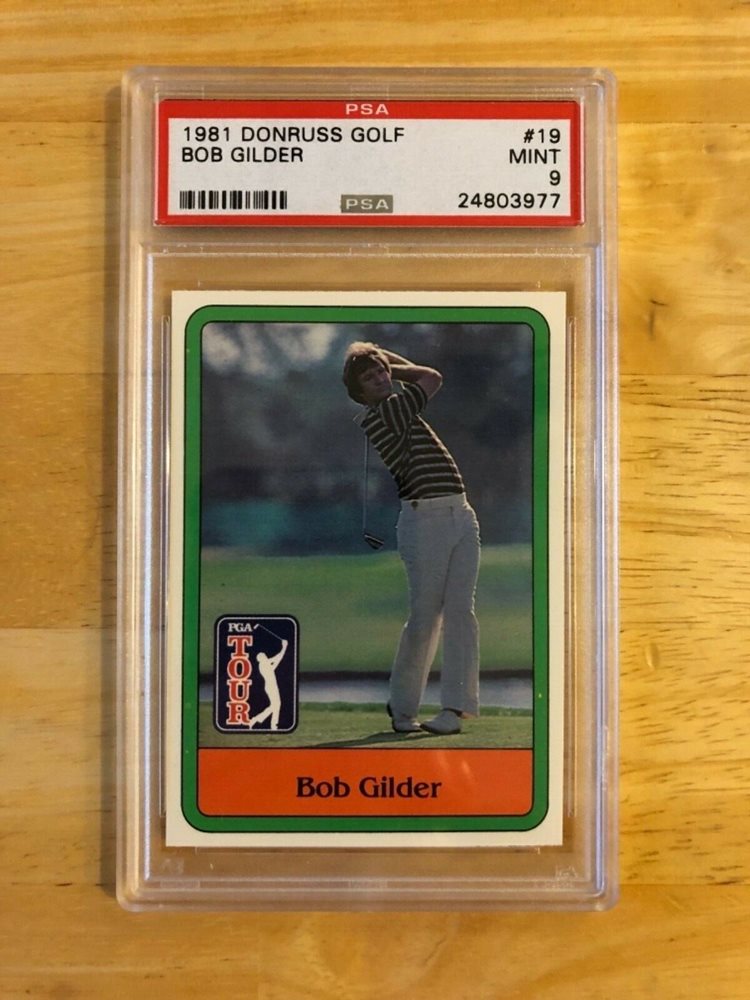 PSA
1981 DONRUSS GOLF #19
BOB GILDER MINT
9
PSA 24803977
PGA
TOUR
Bob Gilder